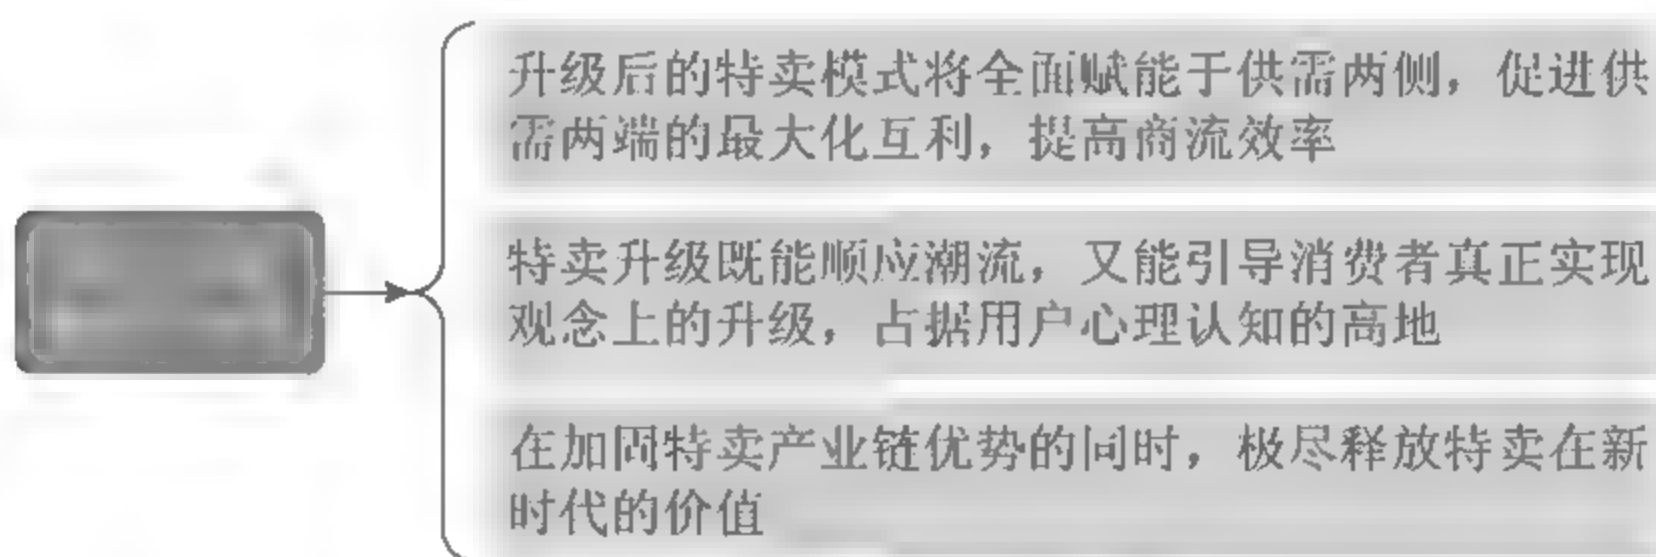 升级后的特卖模式将全面赋能于供需两侧，促进供
需两端的最大化互利，提高商流效率
特卖升级既能顺应潮流，又能引导消费者真正实现
观念上的升级，占据用户心理认知的高地
在加固特卖产业链优势的同时，极尽释放特卖在新
时代的价值